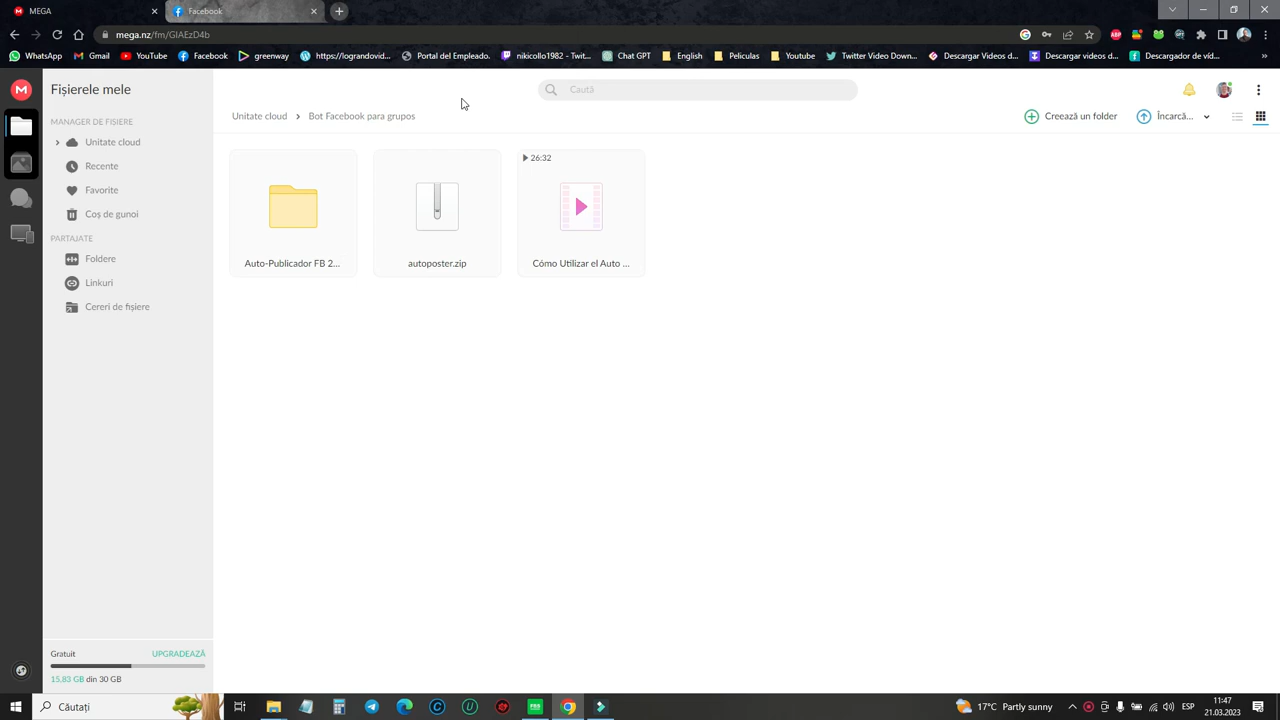 MEGA
Facebook
mega.nz/fm/GIAEzD4b
WhatsApp
Gmail
YouTube
Facebook
greenway
https://lograndovid...
Portal del Empleado.
nikicollo1982 - Twit...
Chat GPT
English
Peliculas
Youtube
Twitter Video Down...
Descargar Videos d...
Descargar videos d...
Descargador de víd...
Fișierele mele
Caută
MANAGER DE FIȘIERE
Unitate cloud
Recente
Favorite
Coș de gunoi
PARTAJATE
Foldere
Linkuri
Cereri de fișiere
Unitate cloud > Bot Facebook para grupos
Creează un folder
Încarcă...
26:32
Auto-Publicador FB 2...
autoposter.zip
Cómo Utilizar el Auto ...
Gratuit
UPGRADEAZĂ
15,83 GB din 30 GB
Căutați
17°C Partly sunny
ESP
11:47
21.03.2023